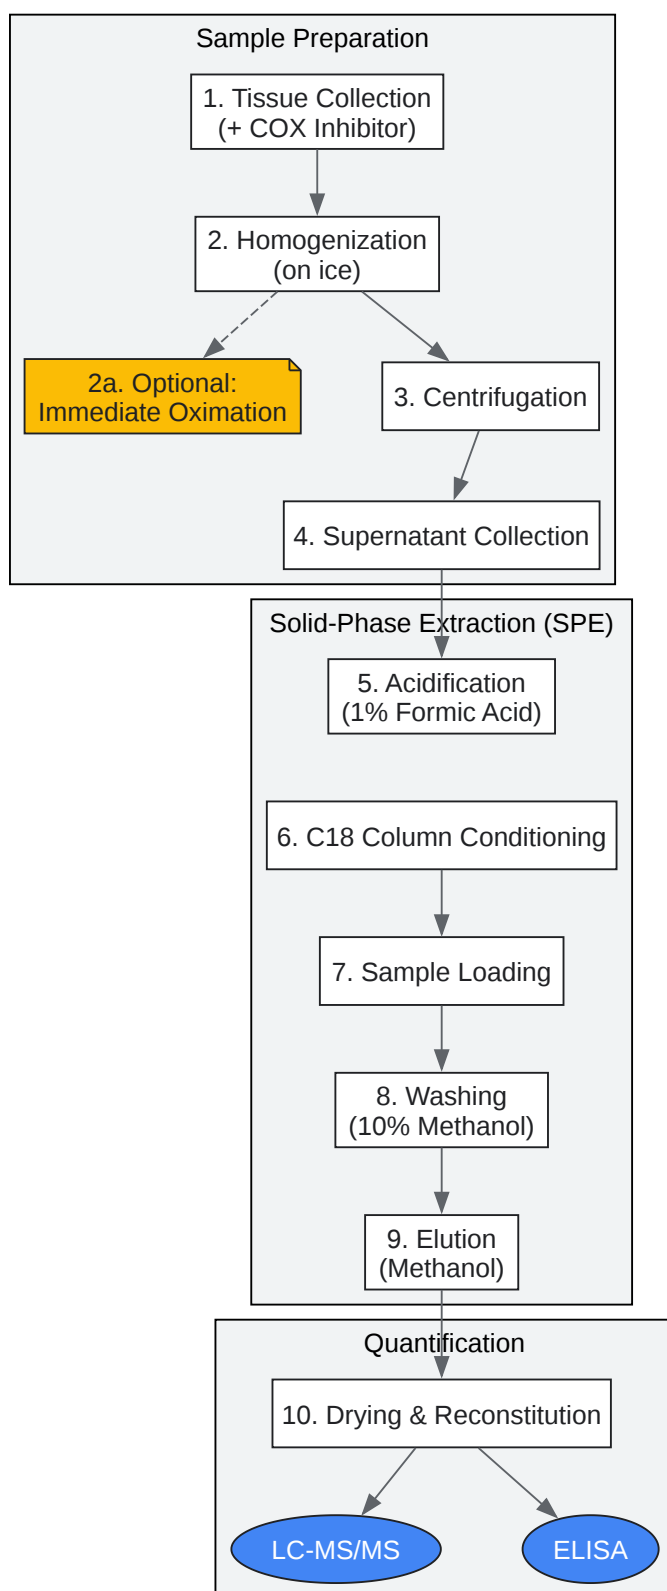 Sample Preparation
1. Tissue Collection
(+ COX Inhibitor)
2. Homogenization
(on ice)
2a. Optional:
Immediate Oximation
3. Centrifugation
4. Supernatant Collection
Solid-Phase Extraction (SPE)
5. Acidification
(1% Formic Acid)
6. C18 Column Conditioning
7. Sample Loading
8. Washing
(10% Methanol)
9. Elution
(Methanol)
Quantification
10. Drying & Reconstitution
LC-MS/MS
ELISA